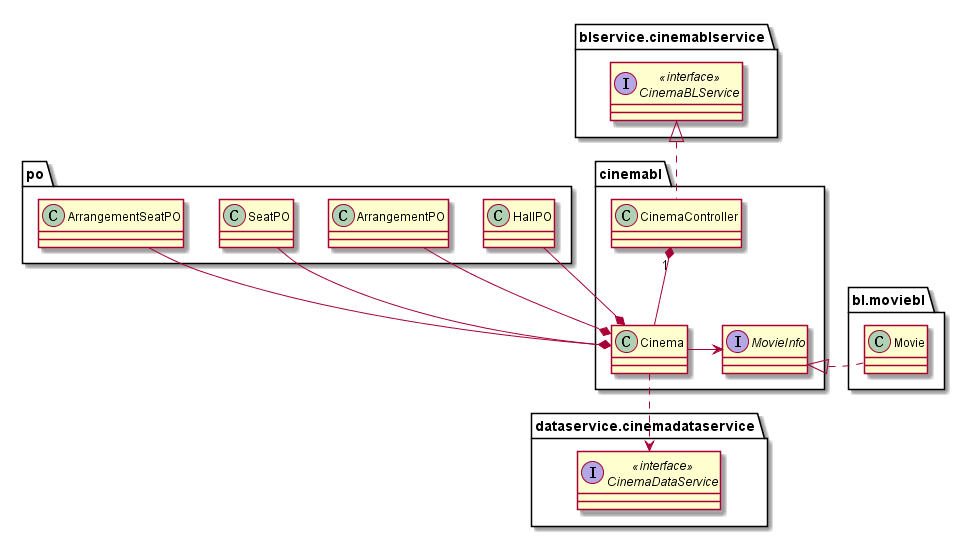 blservice.cinemablservice
I
«interface»
CinemaBLService
po
cinemabl
C ArrangementSeatPO
C SeatPO
C ArrangementPO
C HallPO
C CinemaController
1
bl.moviebl
C Cinema
I MovieInfo
C Movie
dataservice.cinemadataservice
I
«interface»
CinemaDataService